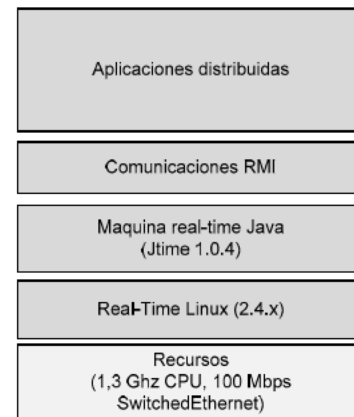 Aplicaciones distribuidas
Comunicaciones RMI
Maquina real-time Java
(Jtime 1.0.4)
Real-Time Linux (2.4.x)
Recursos
(1,3 Ghz CPU, 100 Mbps
SwitchedEthernet)